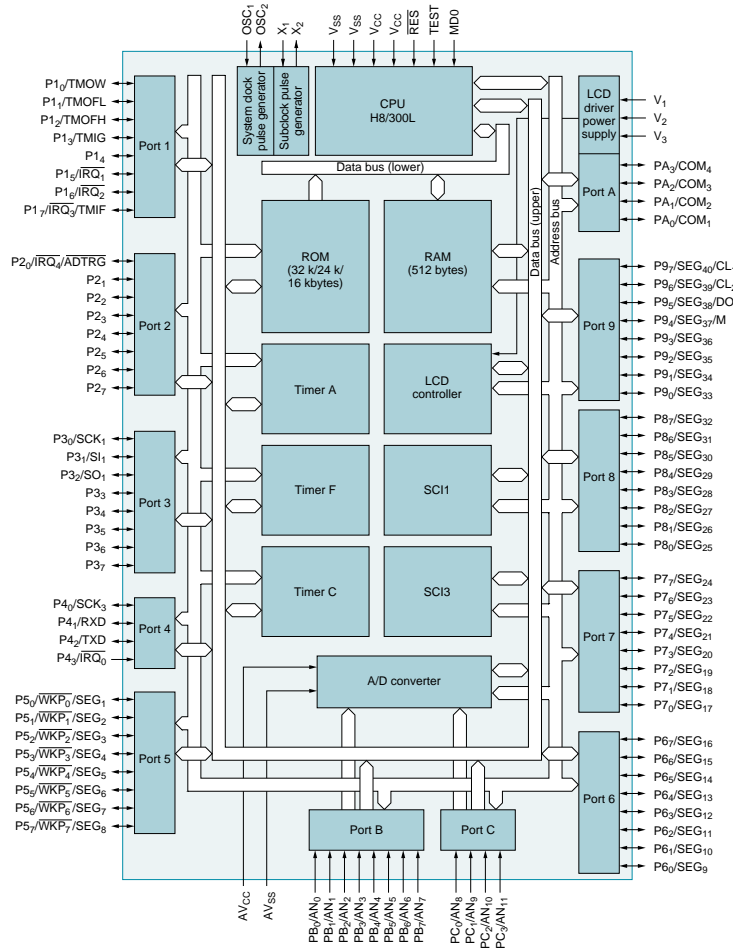 OSC1
OSC2
X1
X2
VSS
VSS
VCC
VCC
RES
TEST
MD0
System clock
pulse generator
Subclock pulse
generator
CPU
H8/300L
LCD
driver
power
supply
V1
V2
V3
P10/TMOW
P11/TMOFL
P12/TMOFH
P13/TMIG
P14
P15/IRQ1
P16/IRQ2
P17/IRQ3/TMIF
Port 1
Data bus (lower)
Data bus (upper)
Address bus
Port A
PA3/COM4
PA2/COM3
PA1/COM2
PA0/COM1
ROM
(32 k/24 k/
16 kbytes)
RAM
(512 bytes)
P20/IRQ4/ADTRG
P21
P22
P23
P24
P25
P26
P27
Port 2
Port 9
P97/SEG40/CL
P96/SEG39/CL2
P95/SEG38/DO
P94/SEG37/M
P93/SEG36
P92/SEG35
P91/SEG34
P90/SEG33
Timer A
LCD
controller
P30/SCK1
P31/SI1
P32/SO1
P33
P34
P35
P36
P37
Port 3
Timer F
SCI1
Port 8
P87/SEG32
P86/SEG31
P85/SEG30
P84/SEG29
P83/SEG28
P82/SEG27
P81/SEG26
P80/SEG25
Timer C
SCI3
P40/SCK3
P41/RXD
P42/TXD
P43/IRQ0
Port 4
Port 7
P77/SEG24
P76/SEG23
P75/SEG22
P74/SEG21
P73/SEG20
P72/SEG19
P71/SEG18
P70/SEG17
A/D converter
P50/WKP0/SEG1
P51/WKP1/SEG2
P52/WKP2/SEG3
P53/WKP3/SEG4
P54/WKP4/SEG5
P55/WKP5/SEG6
P56/WKP6/SEG7
P57/WKP7/SEG8
Port 5
Port 6
P67/SEG16
P66/SEG15
P65/SEG14
P64/SEG13
P63/SEG12
P62/SEG11
P61/SEG10
P60/SEG9
Port B
Port C
AVCC
AVSS
PB0/AN0
PB1/AN1
PB2/AN2
PB3/AN3
PB4/AN4
PB5/AN5
PB6/AN6
PB7/AN7
PC0/AN8
PC1/AN9
PC2/AN10
PC3/AN11